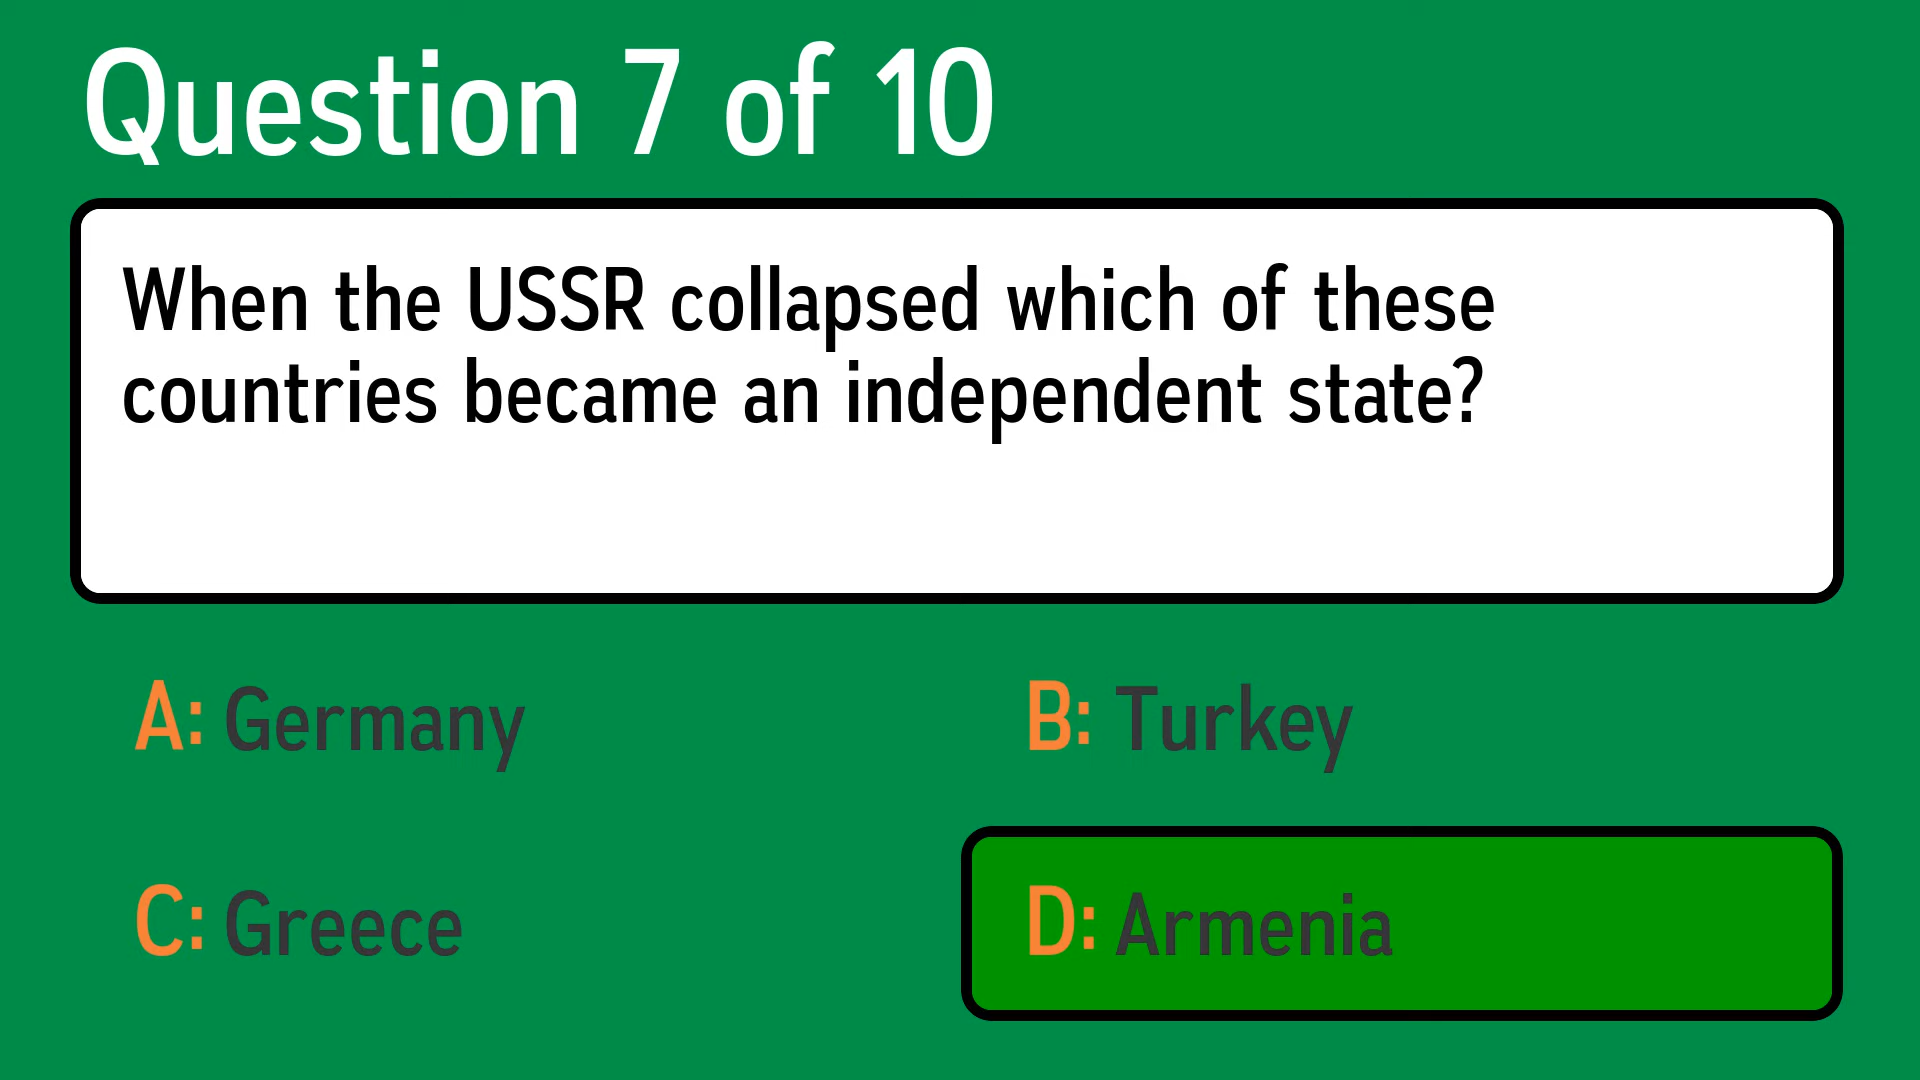 Question 7 of 10
When the USSR collapsed which of these
countries became an independent state?
A: Germany
B: Turkey
C: Greece
D: Armenia